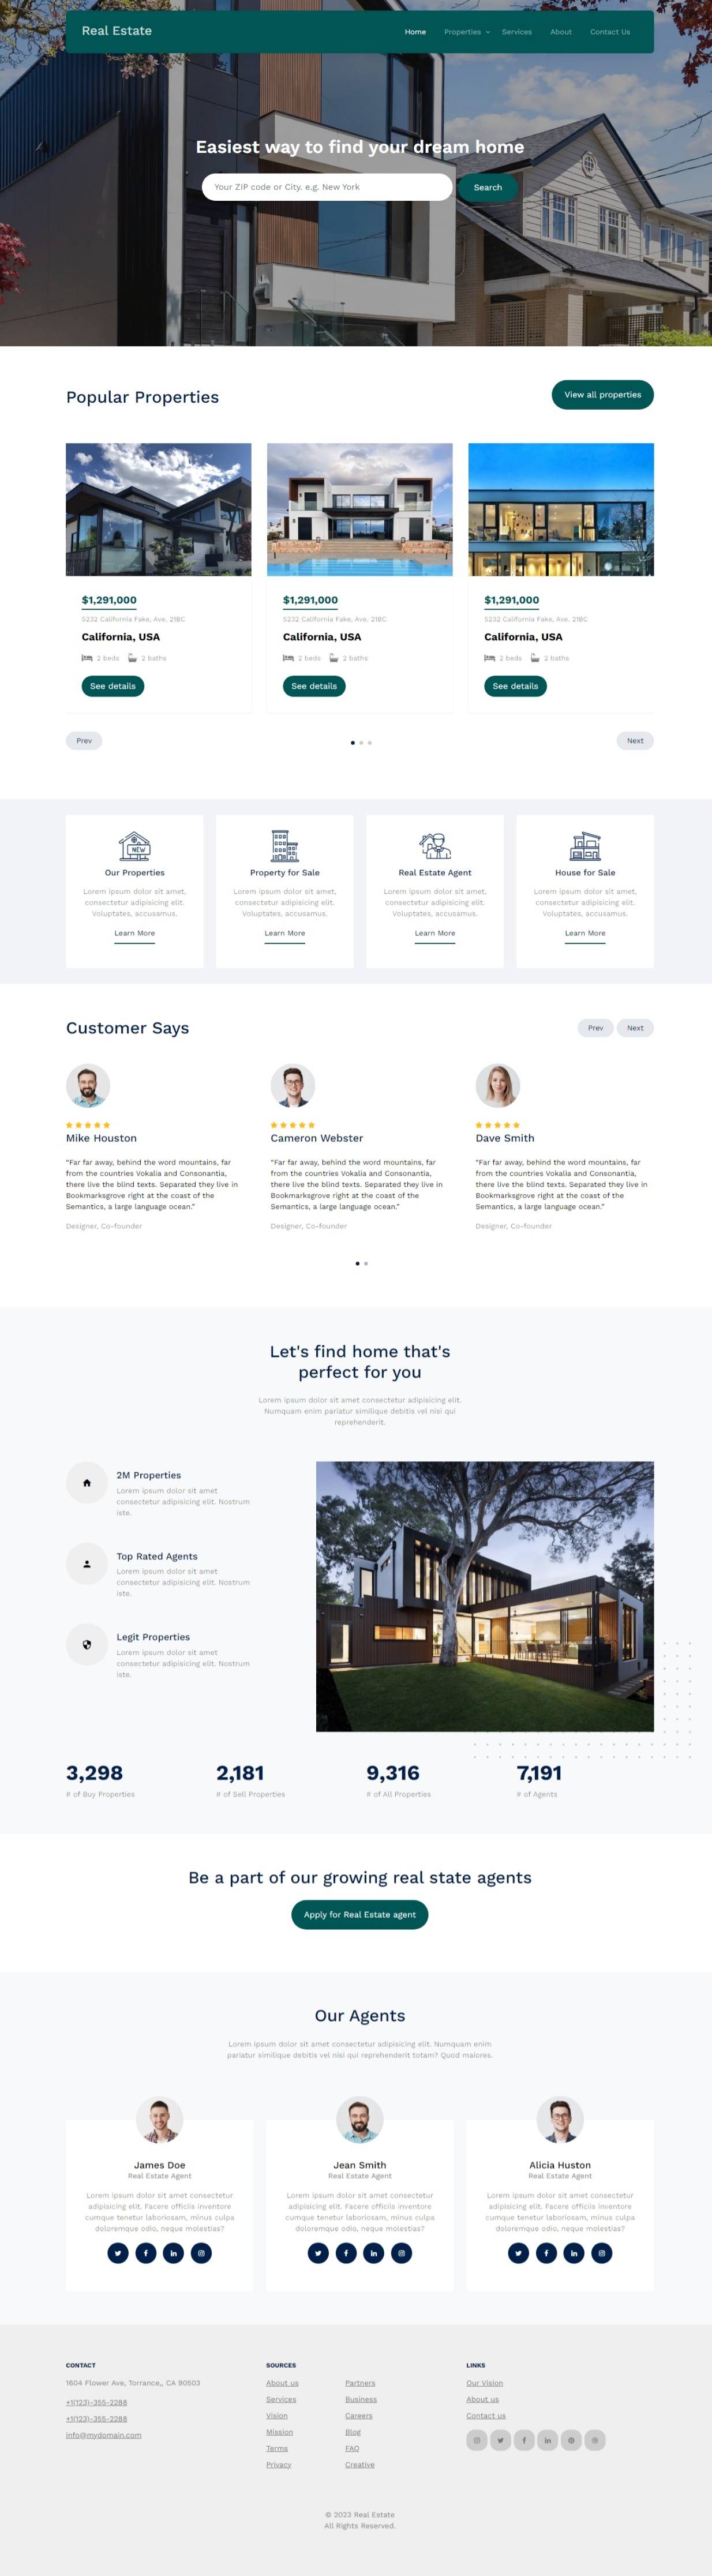 Real Estate
Home Properties Services About Contact Us
Easiest way to find your dream home
Your ZIP code or City. e.g. New York
Search
Popular Properties
View all properties
$1,291,000
5232 California Fake, Ave. 21BC
California, USA
2 beds 2 baths
See details
$1,291,000
5232 California Fake, Ave. 21BC
California, USA
2 beds 2 baths
See details
$1,291,000
5232 California Fake, Ave. 21BC
California, USA
2 beds 2 baths
See details
Prev
Next
NEW
Our Properties
Lorem ipsum dolor sit amet,
consectetur adipisicing elit.
Voluptates, accusamus.
Learn More
Property for Sale
Lorem ipsum dolor sit amet,
consectetur adipisicing elit.
Voluptates, accusamus.
Learn More
Real Estate Agent
Lorem ipsum dolor sit amet,
consectetur adipisicing elit.
Voluptates, accusamus.
Learn More
House for Sale
Lorem ipsum dolor sit amet,
consectetur adipisicing elit.
Voluptates, accusamus.
Learn More
Customer Says
Prev
Next
Mike Houston
"Far far away, behind the word mountains, far
from the countries Vokalia and Consonantia,
there live the blind texts. Separated they live in
Bookmarksgrove right at the coast of the
Semantics, a large language ocean."
Designer, Co-founder
Cameron Webster
"Far far away, behind the word mountains, far
from the countries Vokalia and Consonantia,
there live the blind texts. Separated they live in
Bookmarksgrove right at the coast of the
Semantics, a large language ocean."
Designer, Co-founder
Dave Smith
"Far far away, behind the word mountains, far
from the countries Vokalia and Consonantia,
there live the blind texts. Separated they live in
Bookmarksgrove right at the coast of the
Semantics, a large language ocean."
Designer, Co-founder
Let's find home that's
perfect for you
Lorem ipsum dolor sit amet consectetur adipisicing elit.
Numquam enim pariatur similique debitis vel nisi qui
reprehenderit.
2M Properties
Lorem ipsum dolor sit amet
consectetur adipisicing elit. Nostrum
iste.
Top Rated Agents
Lorem ipsum dolor sit amet
consectetur adipisicing elit. Nostrum
iste.
Legit Properties
Lorem ipsum dolor sit amet
consectetur adipisicing elit. Nostrum
iste.
3,298
# of Buy Properties
2,181
# of Sell Properties
9,316
# of All Properties
7,191
# of Agents
Be a part of our growing real state agents
Apply for Real Estate agent
Our Agents
Lorem ipsum dolor sit amet consectetur adipisicing elit. Numquam enim
pariatur similique debitis vel nisi qui reprehenderit totam? Quod maiores.
James Doe
Real Estate Agent
Lorem ipsum dolor sit amet consectetur
adipisicing elit. Facere officiis inventore
cumque tenetur laboriosam, minus culpa
doloremque odio, neque molestias?
Jean Smith
Real Estate Agent
Lorem ipsum dolor sit amet consectetur
adipisicing elit. Facere officiis inventore
cumque tenetur laboriosam, minus culpa
doloremque odio, neque molestias?
Alicia Huston
Real Estate Agent
Lorem ipsum dolor sit amet consectetur
adipisicing elit. Facere officiis inventore
cumque tenetur laboriosam, minus culpa
doloremque odio, neque molestias?
CONTACT
1604 Flower Ave, Torrance,, CA 90503
+1(123)-355-2288
+1(123)-355-2288
info@mydomain.com
SOURCES
About us
Services
Vision
Mission
Terms
Privacy
Partners
Business
Careers
Blog
FAQ
Creative
LINKS
Our Vision
About us
Contact us
© 2023 Real Estate
All Rights Reserved.